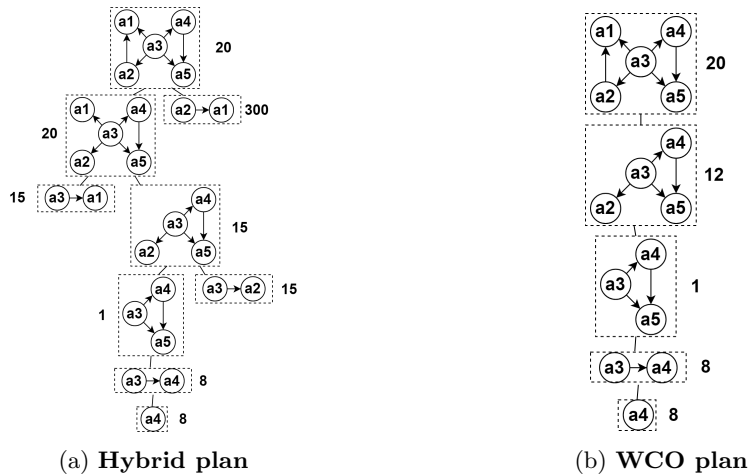 a1 a4
a3 20
a2 a5
a1 a4 a2 a1 300
20 a3
a2 a5
15 a3 a1
a4
a3 15
a2 a5
a4 a3 a2 15
1 a3
a5
a3 a4 8
a4 8
(a) Hybrid plan
a1 a4
a3 20
a2 a5
a4
a3 12
a2 a5
a4
a3 1
a5
a3 a4 8
a4 8
(b) WCO plan